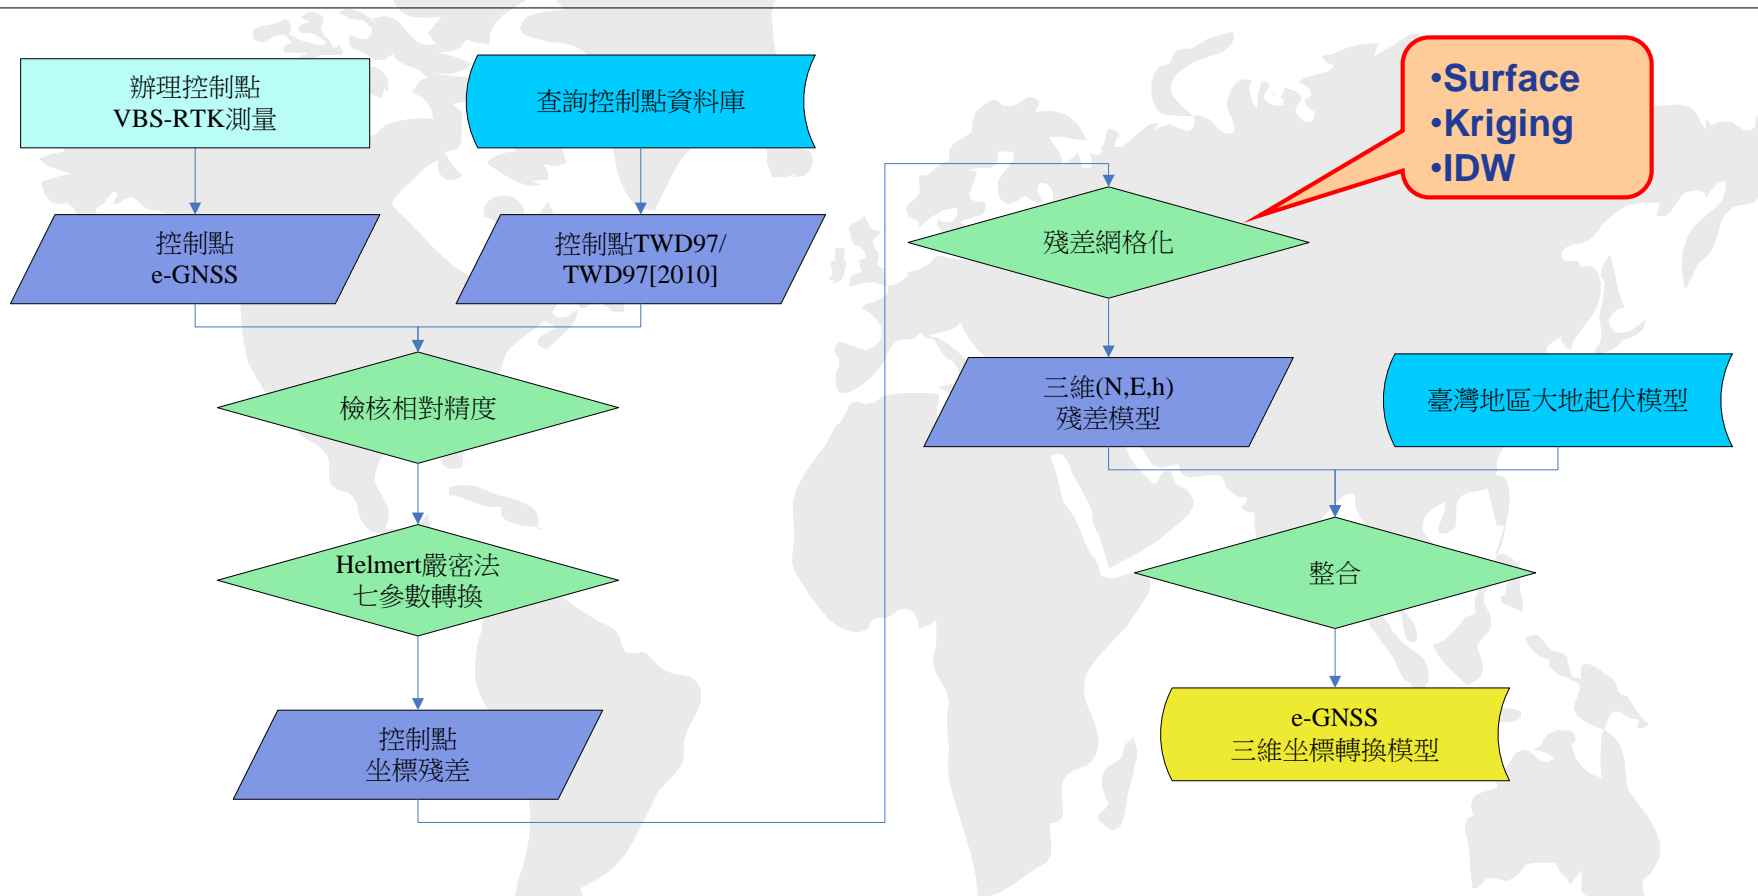 辦理控制點
VBS-RTK測量
查詢控制點資料庫
控制點
e-GNSS
控制點TWD97/
TWD97[2010]
檢核相對精度
Helmert嚴密法
七參數轉換
控制點
坐標殘差
•Surface
•Kriging
•IDW
殘差網格化
三維(N,E,h)
殘差模型
臺灣地區大地起伏模型
整合
e-GNSS
三維坐標轉換模型